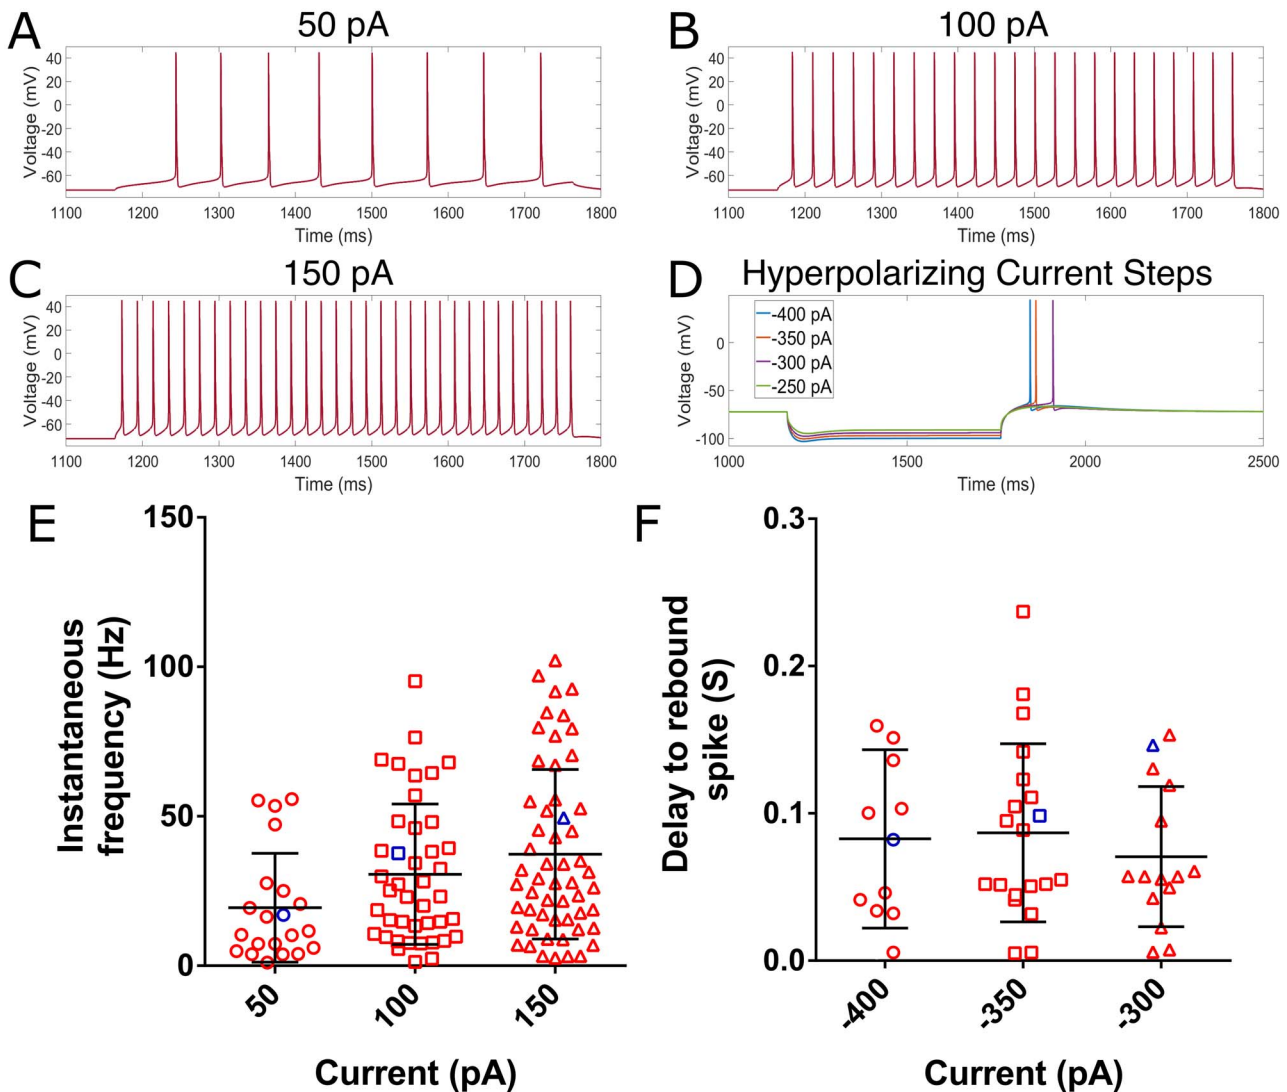 A
50 pA
Voltage (mV)
40
20
0
-20
-40
-60
1100 1200 1300 1400 1500 1600 1700 1800
Time (ms)
B
100 pA
Voltage (mV)
40
20
0
-20
-40
-60
1100 1200 1300 1400 1500 1600 1700 1800
Time (ms)
C
150 pA
Voltage (mV)
40
20
0
-20
-40
-60
1100 1200 1300 1400 1500 1600 1700 1800
Time (ms)
D
Hyperpolarizing Current Steps
-400 pA
-350 pA
-300 pA
-250 pA
Voltage (mV)
0
-50
-100
1000 1500 2000 2500
Time (ms)
E
Instantaneous
frequency (Hz)
150
100
50
0
50 100 150
Current (pA)
F
Delay to rebound
spike (S)
0.3
0.2
0.1
0.0
-400 -350 -300
Current (pA)